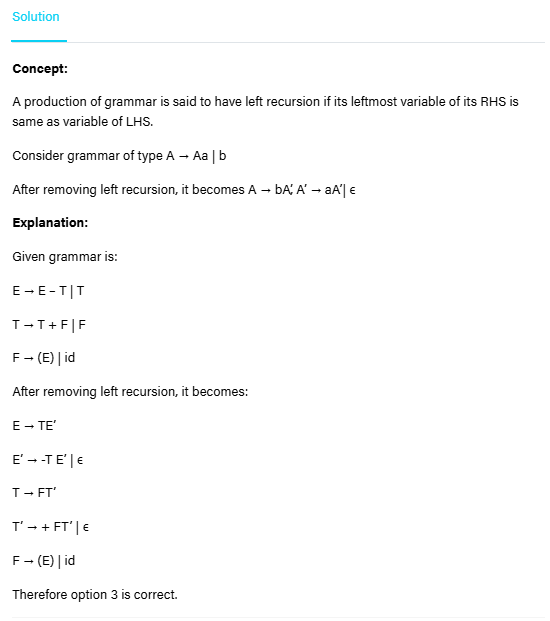 Solution
Concept:
A production of grammar is said to have left recursion if its leftmost variable of its RHS is
same as variable of LHS.
Consider grammar of type A → Aa | b
After removing left recursion, it becomes A → bA′, A′ → aA′| ϵ
Explanation:
Given grammar is:
E → E – T | T
T → T + F | F
F → (E) | id
After removing left recursion, it becomes:
E → TE′
E′ → -T E′ | ϵ
T → FT′
T′ → + FT′ | ϵ
F → (E) | id
Therefore option 3 is correct.